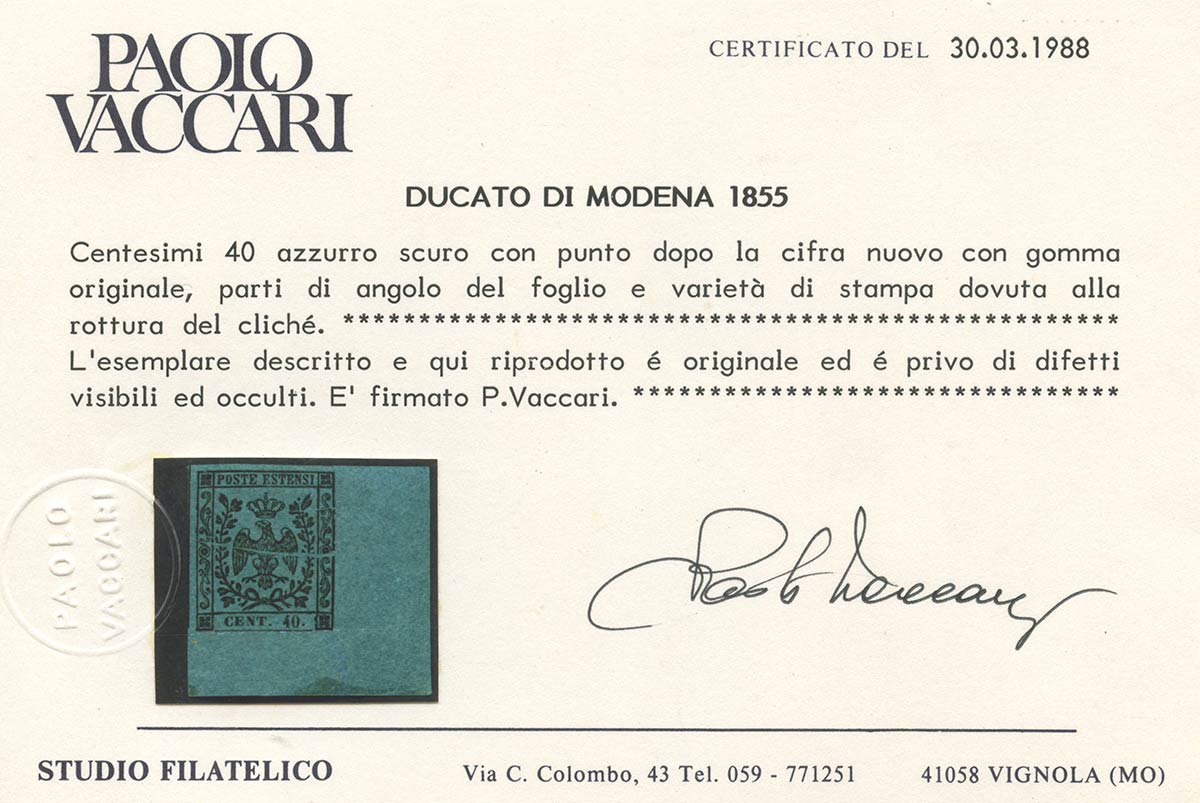 PAOLO
VACCARI
CERTIFICATO DEL 30.03.1988
DUCATO DI MODENA 1855
Centesimi 40 azzurro scuro con punto dopo la cifra nuovo con gomma
originale, parti di angolo del foglio e varietà di stampa dovuta alla
rottura del cliché. ****************************************************
L'esemplare descritto e qui riprodotto é originale ed é privo di difetti
visibili ed occulti. E' firmato P.Vaccari. *********************************
PAOLO
VACCARI
POSTE ESTENSI
CENT. 40.
Paolo Vaccari
STUDIO FILATELICO
Via C. Colombo, 43 Tel. 059 - 771251
41058 VIGNOLA (MO)